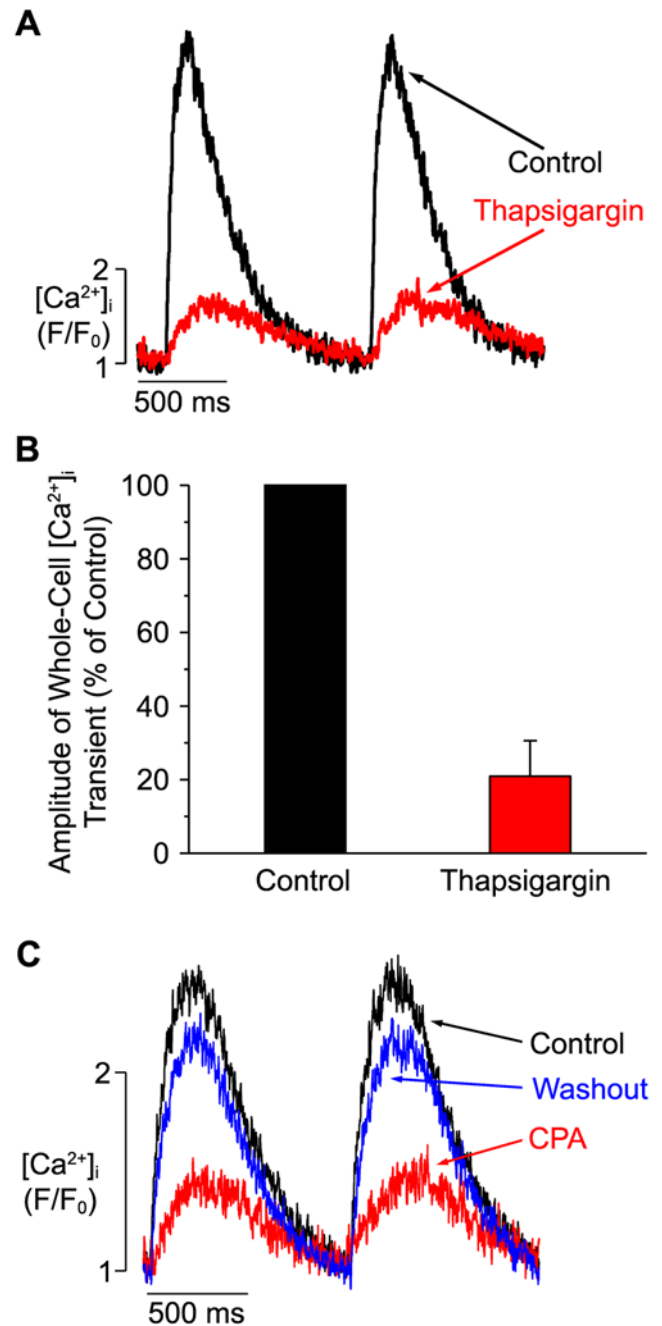 A
Control
Thapsigargin
2
[Ca²⁺]ᵢ
(F/F₀)
1
500 ms
B
Amplitude of Whole-Cell [Ca²⁺]ᵢ
Transient (% of Control)
100
80
60
40
20
0
Control
Thapsigargin
C
Control
Washout
CPA
2
[Ca²⁺]ᵢ
(F/F₀)
1
500 ms